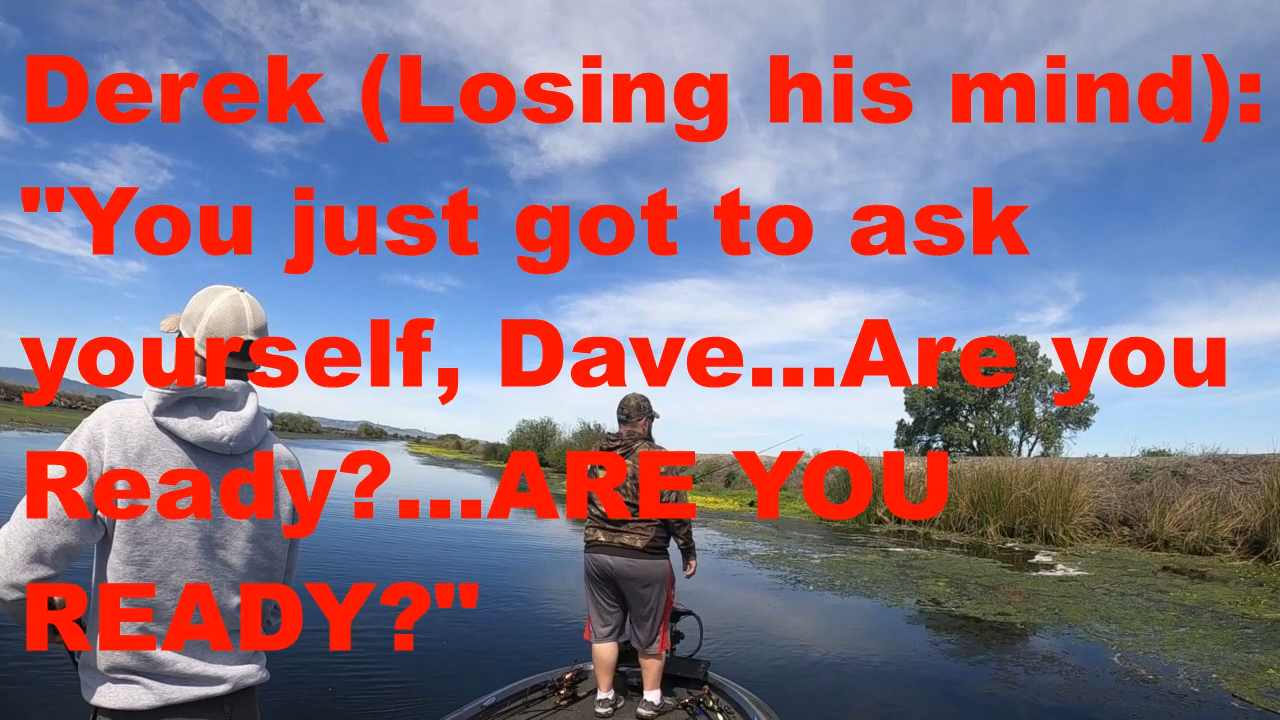 Derek (Losing his mind):
"You just got to ask
yourself, Dave...Are you
Ready?...ARE YOU
READY?"